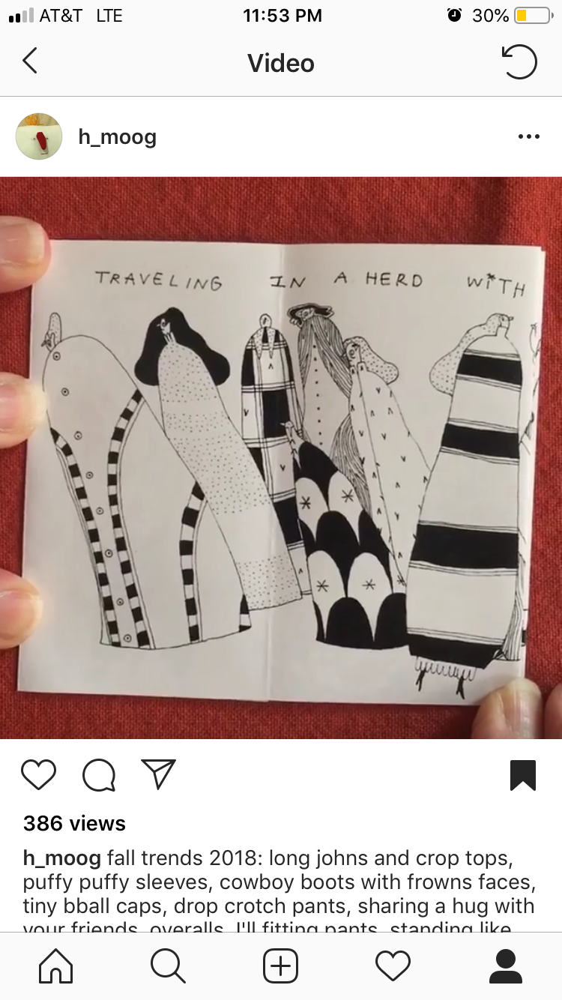 AT&T LTE 11:53 PM 30%
Video
h_moog
TRAVELING IN A HERD WiTH
386 views
h_moog fall trends 2018: long johns and crop tops,
puffy puffy sleeves, cowboy boots with frowns faces,
tiny bball caps, drop crotch pants, sharing a hug with
your friends, overalls, I'll fitting pants, standing like